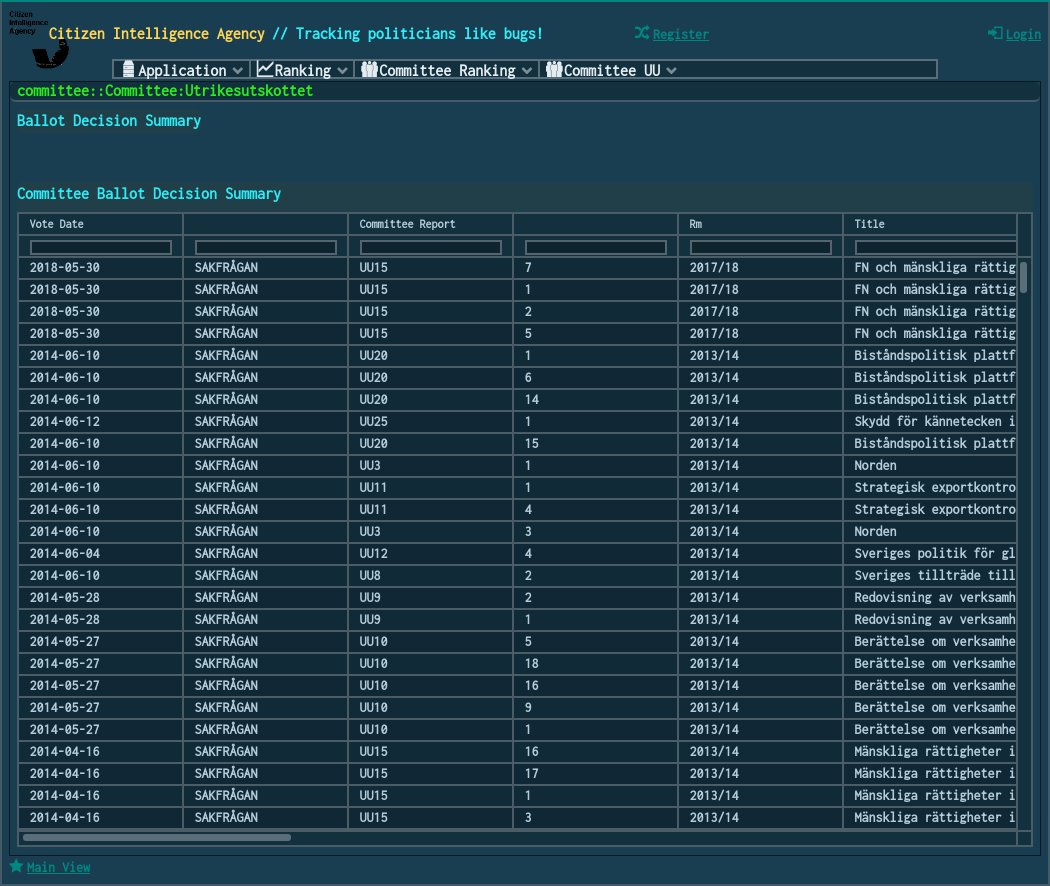 Citizen
Intelligence
Agency
Citizen Intelligence Agency // Tracking politicians like bugs!
Register
Login
Application Ranking Committee Ranking Committee UU
committee::Committee:Utrikesutskottet
Ballot Decision Summary
Committee Ballot Decision Summary
Vote Date Committee Report Rm Title
2018-05-30 SAKFRÅGAN UU15 7 2017/18 FN och mänskliga rättig
2018-05-30 SAKFRÅGAN UU15 1 2017/18 FN och mänskliga rättig
2018-05-30 SAKFRÅGAN UU15 2 2017/18 FN och mänskliga rättig
2018-05-30 SAKFRÅGAN UU15 5 2017/18 FN och mänskliga rättig
2014-06-10 SAKFRÅGAN UU20 1 2013/14 Biståndspolitisk plattf
2014-06-10 SAKFRÅGAN UU20 6 2013/14 Biståndspolitisk plattf
2014-06-10 SAKFRÅGAN UU20 14 2013/14 Biståndspolitisk plattf
2014-06-12 SAKFRÅGAN UU25 1 2013/14 Skydd för kännetecken i
2014-06-10 SAKFRÅGAN UU20 15 2013/14 Biståndspolitisk plattf
2014-06-10 SAKFRÅGAN UU3 1 2013/14 Norden
2014-06-10 SAKFRÅGAN UU11 1 2013/14 Strategisk exportkontro
2014-06-10 SAKFRÅGAN UU11 4 2013/14 Strategisk exportkontro
2014-06-10 SAKFRÅGAN UU3 3 2013/14 Norden
2014-06-04 SAKFRÅGAN UU12 4 2013/14 Sveriges politik för gl
2014-06-10 SAKFRÅGAN UU8 2 2013/14 Sveriges tillträde till
2014-05-28 SAKFRÅGAN UU9 2 2013/14 Redovisning av verksamh
2014-05-28 SAKFRÅGAN UU9 1 2013/14 Redovisning av verksamh
2014-05-27 SAKFRÅGAN UU10 5 2013/14 Berättelse om verksamhe
2014-05-27 SAKFRÅGAN UU10 18 2013/14 Berättelse om verksamhe
2014-05-27 SAKFRÅGAN UU10 16 2013/14 Berättelse om verksamhe
2014-05-27 SAKFRÅGAN UU10 9 2013/14 Berättelse om verksamhe
2014-05-27 SAKFRÅGAN UU10 1 2013/14 Berättelse om verksamhe
2014-04-16 SAKFRÅGAN UU15 16 2013/14 Mänskliga rättigheter i
2014-04-16 SAKFRÅGAN UU15 17 2013/14 Mänskliga rättigheter i
2014-04-16 SAKFRÅGAN UU15 1 2013/14 Mänskliga rättigheter i
2014-04-16 SAKFRÅGAN UU15 3 2013/14 Mänskliga rättigheter i
Main View